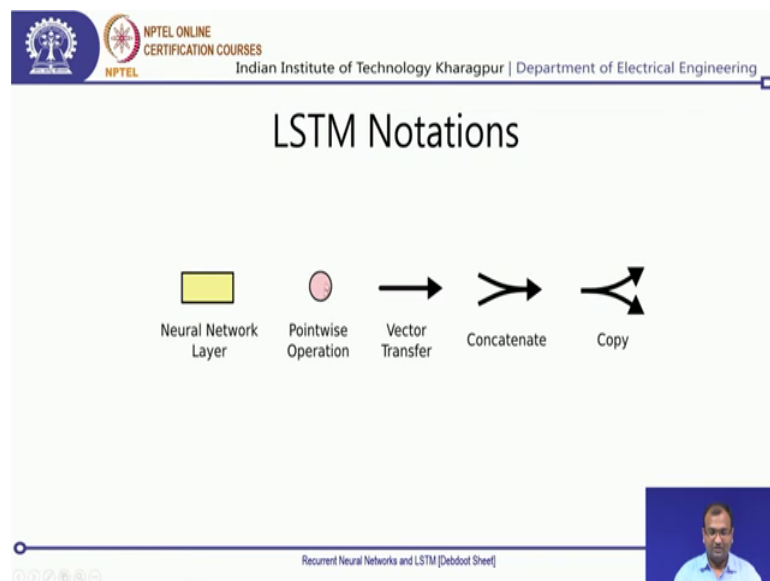 NPTEL ONLINE
CERTIFICATION COURSES
NPTEL
Indian Institute of Technology Kharagpur | Department of Electrical Engineering
LSTM Notations
Neural Network Layer
Pointwise Operation
Vector Transfer
Concatenate
Copy
Recurrent Neural Networks and LSTM [Debdoot Sheet]